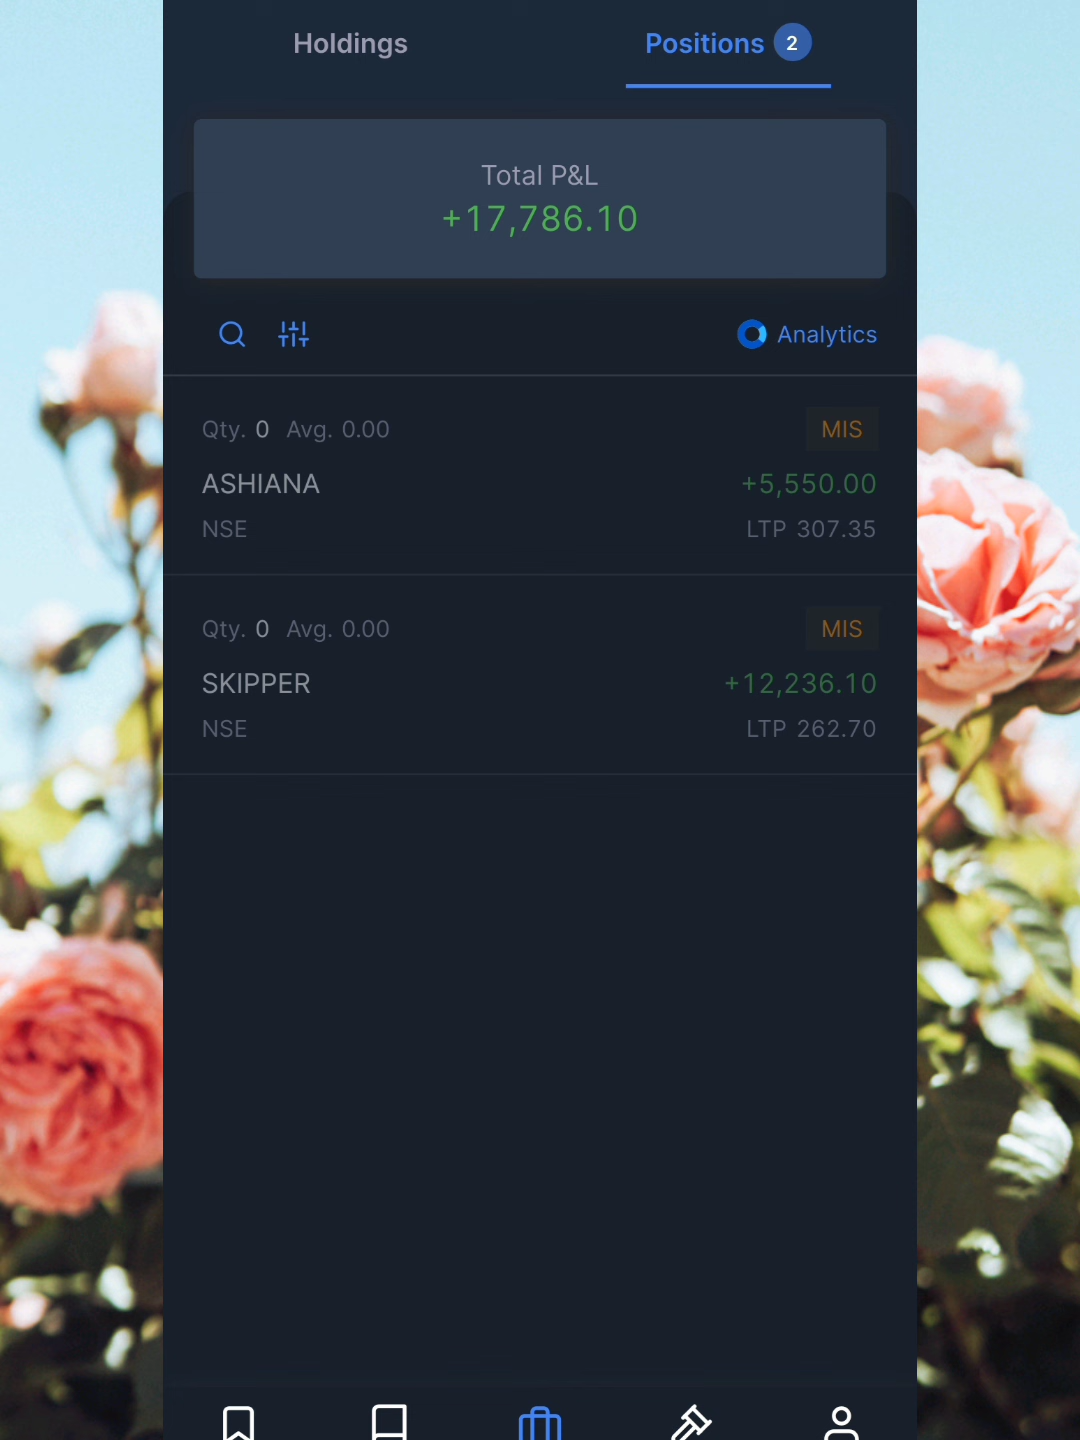 Holdings
Positions 2
Total P&L
+17,786.10
Analytics
Qty. 0 Avg. 0.00
MIS
ASHIANA
+5,550.00
NSE
LTP 307.35
Qty. 0 Avg. 0.00
MIS
SKIPPER
+12,236.10
NSE
LTP 262.70